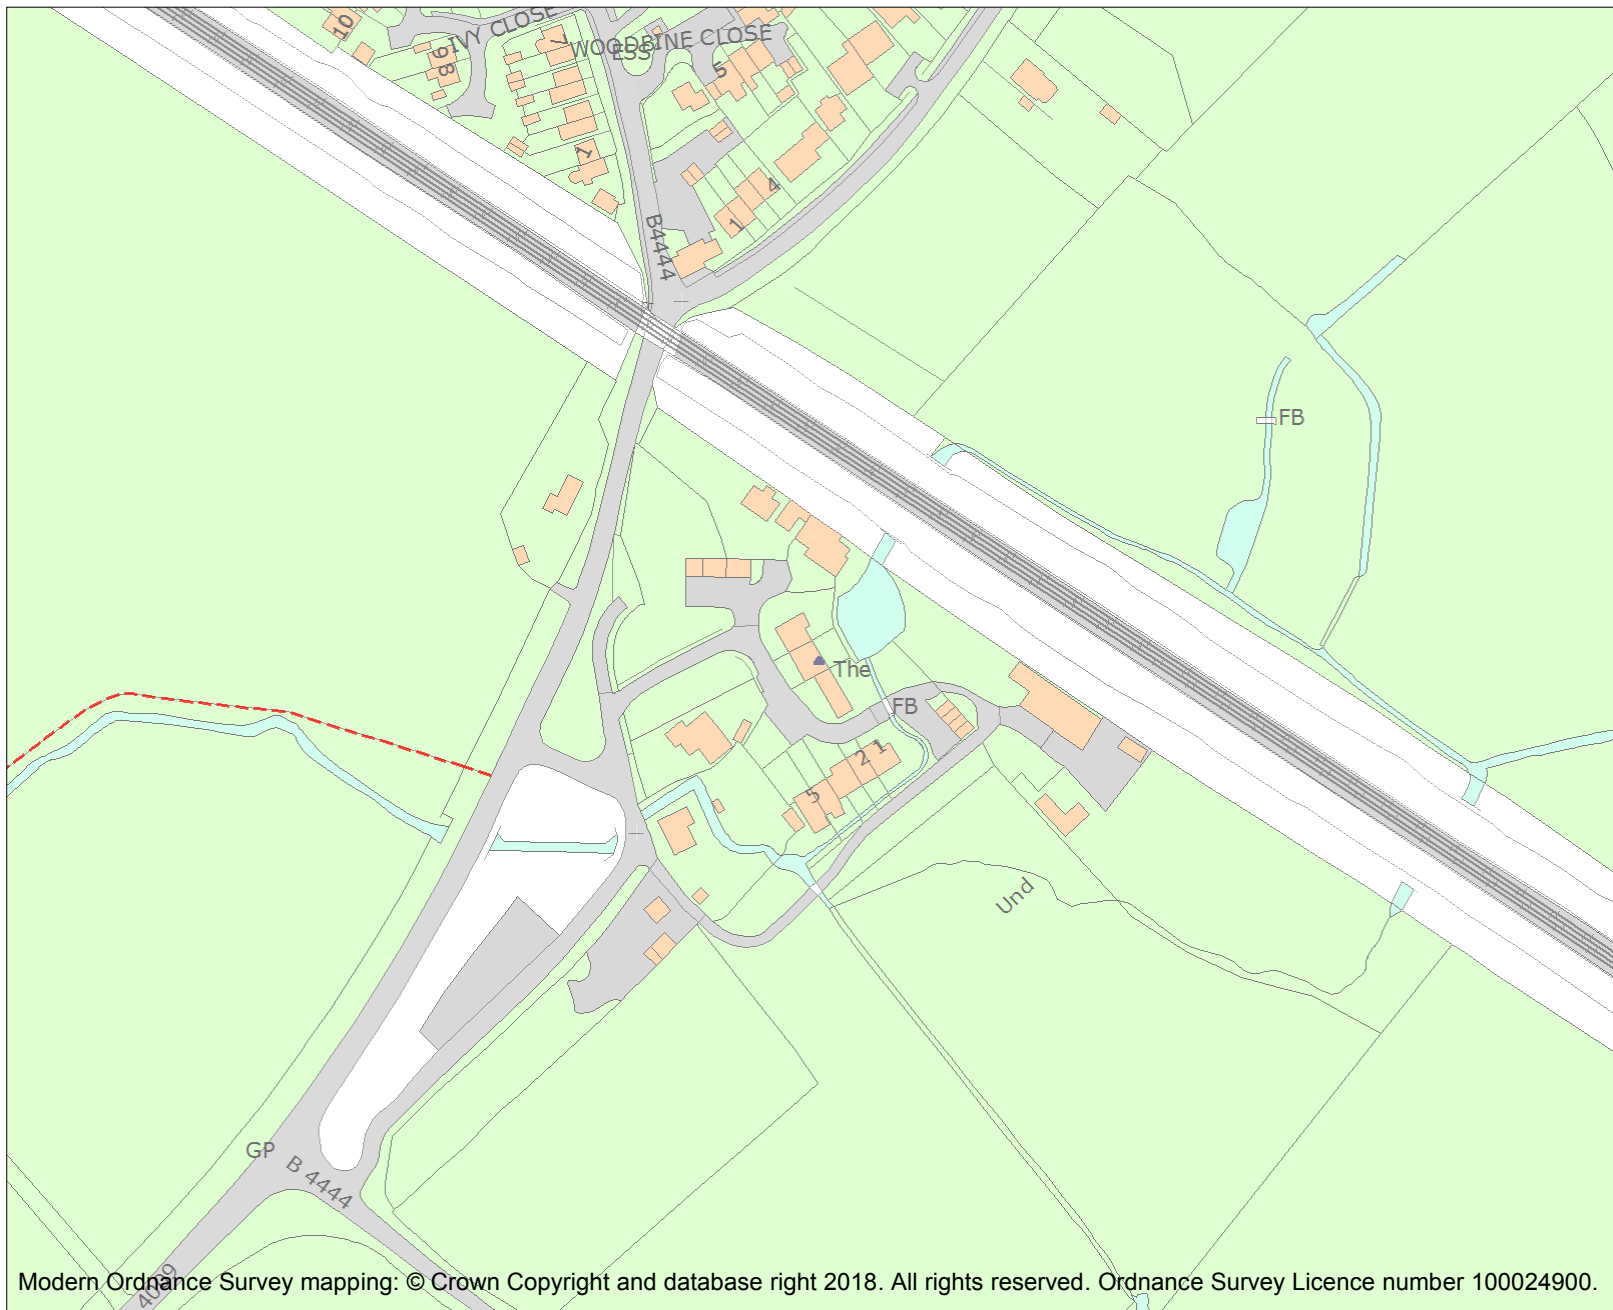 10
IVY CLOSE
7
WOODBINE CLOSE
ESS
98
5
1
4
1
B4444
FB
The
FB
2 1
5
Und
GP
B 4444
Modern Ordnance Survey mapping: © Crown Copyright and database right 2018. All rights reserved. Ordnance Survey Licence number 100024900.